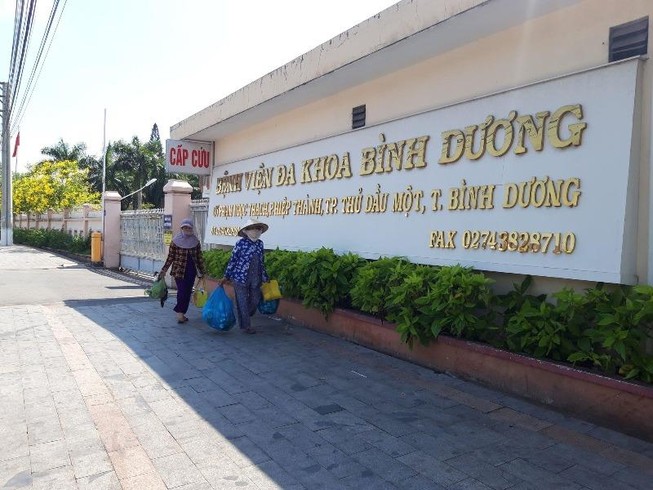 CẤP CỨU
BỆNH VIỆN ĐA KHOA BÌNH DƯƠNG
PHẠM NGỌC THẠCH, P. HIỆP THÀNH, TP. THỦ DẦU MỘT, T. BÌNH DƯƠNG
FAX 02743828710